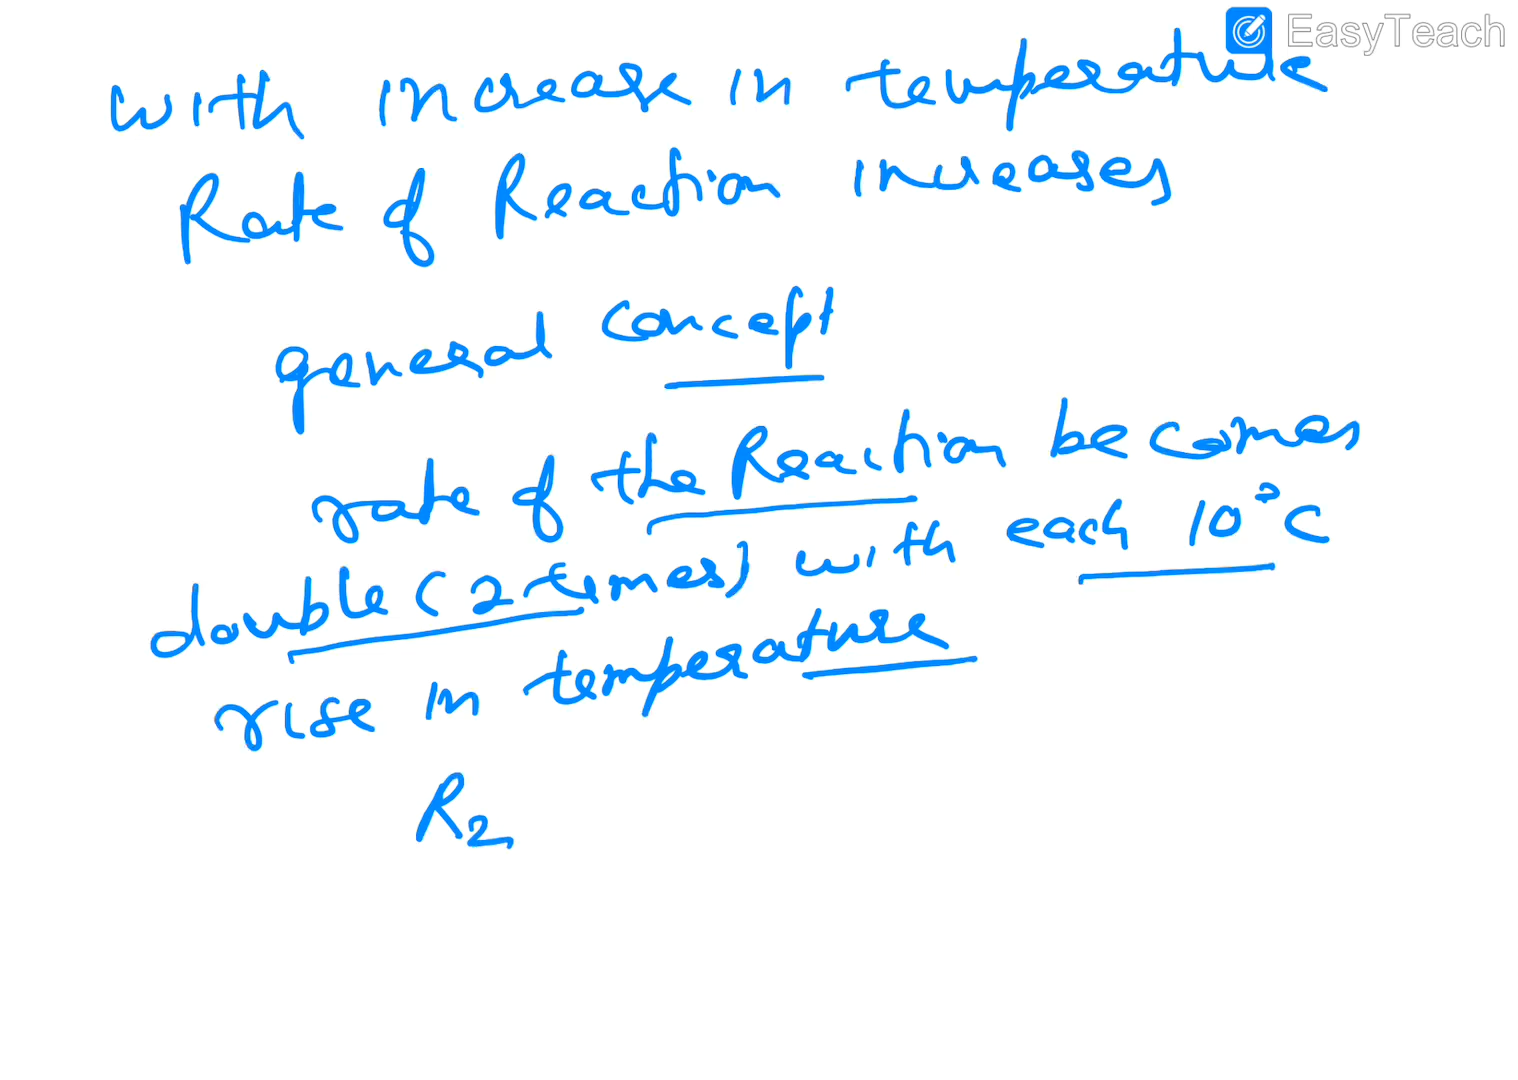 EasyTeach
with increase in temperature
Rate of Reaction increases
general concept
rate of the Reaction becomes
double (2 times) with each 10°C
rise in temperature
R₂